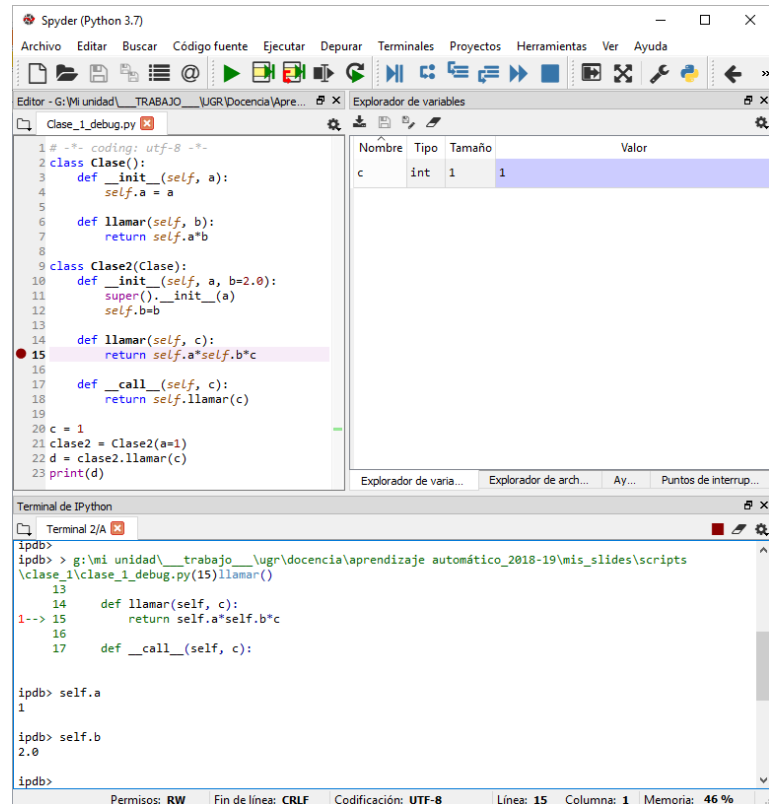 Spyder (Python 3.7)
Archivo Editar Buscar Código fuente Ejecutar Depurar Terminales Proyectos Herramientas Ver Ayuda
Editor - G:\Mi unidad\___TRABAJO___\UGR\Docencia\Apre...
Clase_1_debug.py
1 # -*- coding: utf-8 -*-
2 class Clase():
3     def __init__(self, a):
4         self.a = a
5
6     def llamar(self, b):
7         return self.a*b
8
9 class Clase2(Clase):
10     def __init__(self, a, b=2.0):
11         super().__init__(a)
12         self.b=b
13
14     def llamar(self, c):
15         return self.a*self.b*c
16
17     def __call__(self, c):
18         return self.llamar(c)
19
20 c = 1
21 clase2 = Clase2(a=1)
22 d = clase2.llamar(c)
23 print(d)
Explorador de variables
Nombre Tipo Tamaño Valor
c int 1 1
Explorador de varia... Explorador de arch... Ay... Puntos de interrup...
Terminal de IPython
Terminal 2/A
ipdb>
ipdb> > g:\mi unidad\___trabajo___\ugr\docencia\aprendizaje automático_2018-19\mis_slides\scripts
\clase_1\clase_1_debug.py(15)llamar()
13
14     def llamar(self, c):
1--> 15         return self.a*self.b*c
16
17     def __call__(self, c):
ipdb> self.a
1
ipdb> self.b
2.0
ipdb>
Permisos: RW Fin de línea: CRLF Codificación: UTF-8 Línea: 15 Columna: 1 Memoria: 46 %